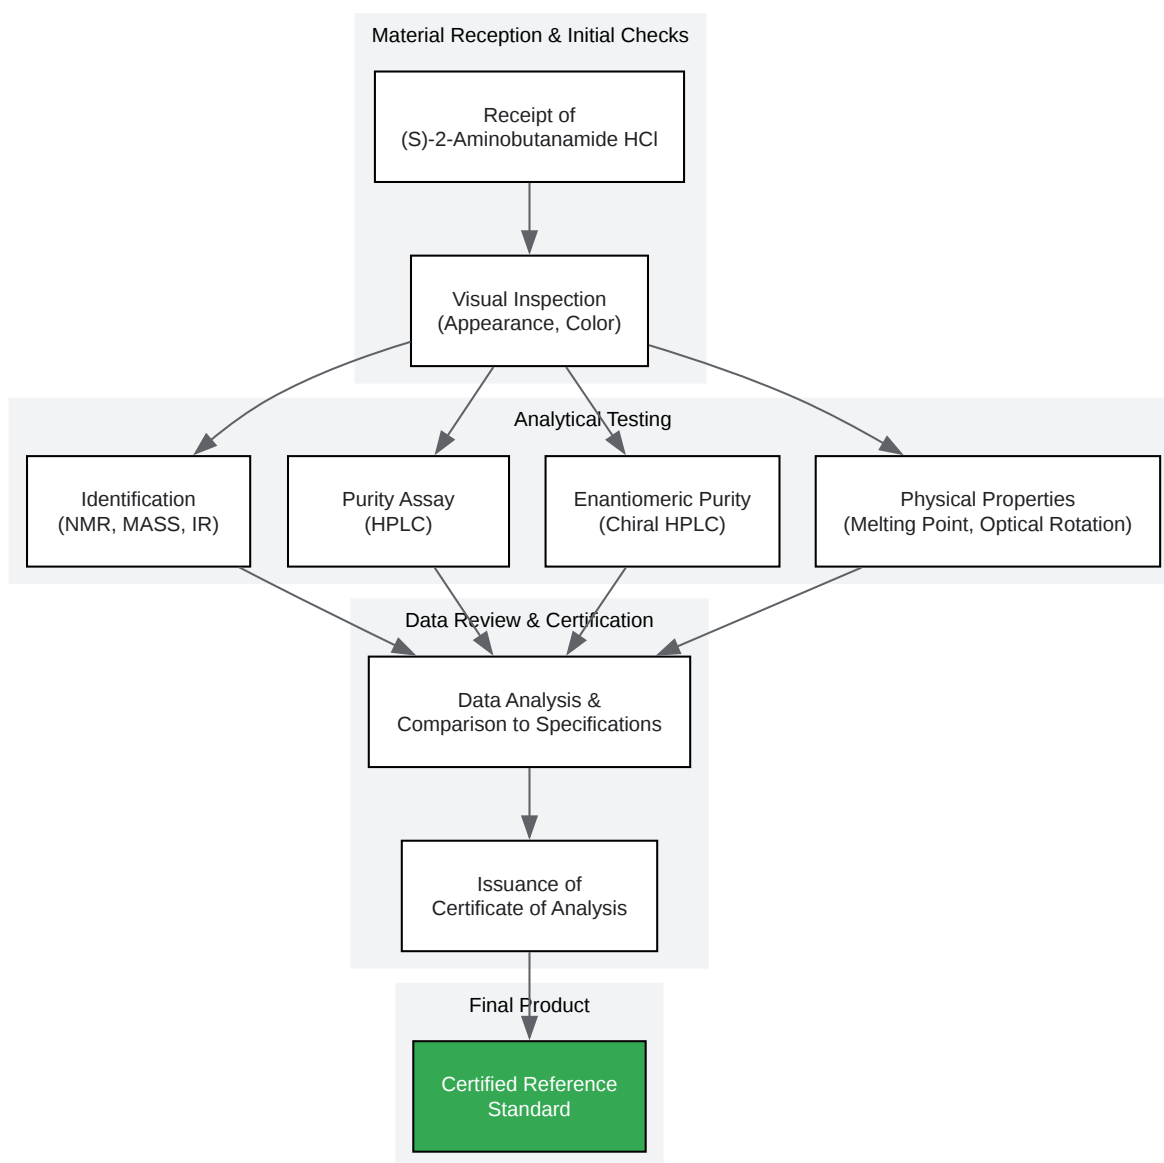 Material Reception & Initial Checks
Receipt of
(S)-2-Aminobutanamide HCl
Visual Inspection
(Appearance, Color)
Analytical Testing
Identification
(NMR, MASS, IR)
Purity Assay
(HPLC)
Enantiomeric Purity
(Chiral HPLC)
Physical Properties
(Melting Point, Optical Rotation)
Data Review & Certification
Data Analysis &
Comparison to Specifications
Issuance of
Certificate of Analysis
Final Product
Certified Reference
Standard